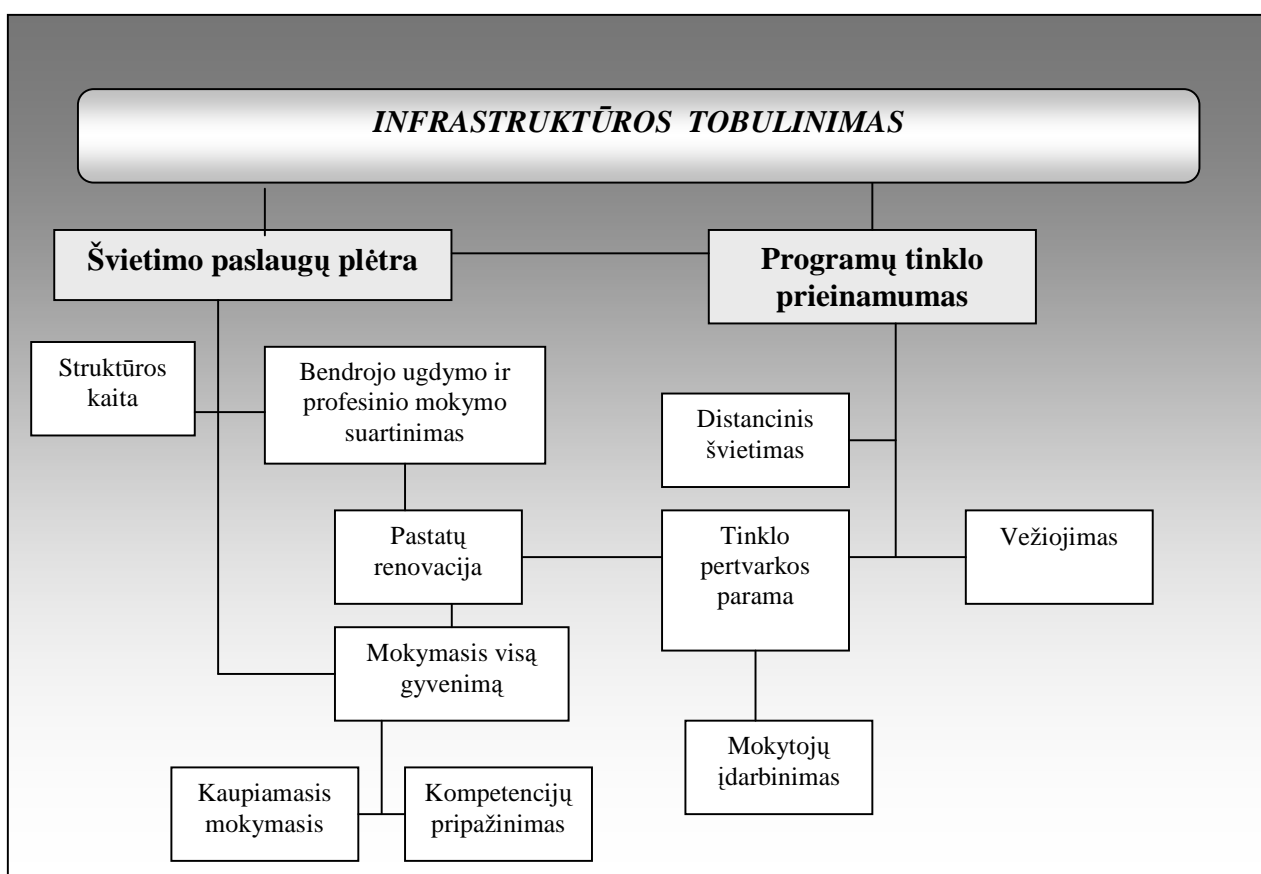 INFRASTRUKTŪROS TOBULINIMAS
Švietimo paslaugų plėtra
Programų tinklo
prieinamumas
Struktūros
kaita
Bendrojo ugdymo ir
profesinio mokymo
suartinimas
Distancinis
švietimas
Pastatų
renovacija
Tinklo
pertvarkos
parama
Vežiojimas
Mokymasis visą
gyvenimą
Mokytojų
įdarbinimas
Kaupiamasis
mokymasis
Kompetencijų
pripažinimas